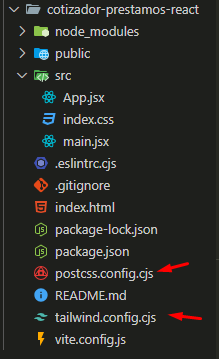 cotizador-prestamos-react
node_modules
public
src
App.jsx
index.css
main.jsx
.eslintrc.cjs
.gitignore
index.html
package-lock.json
package.json
postcss.config.cjs
README.md
tailwind.config.cjs
vite.config.js